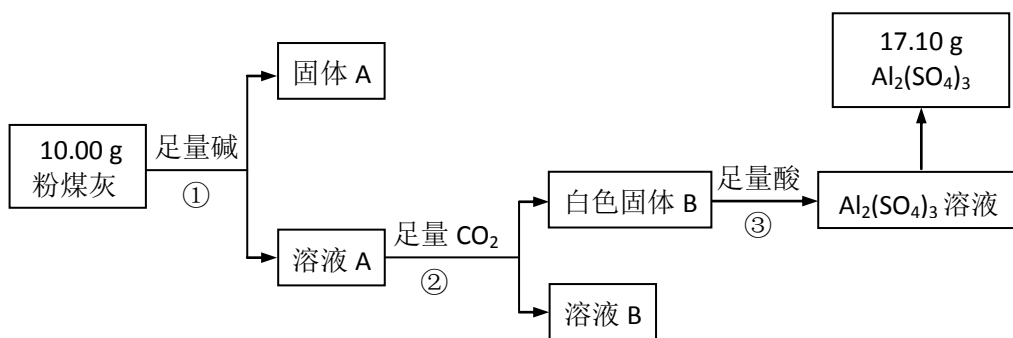 10.00 g
粉煤灰
足量碱
①
固体 A
溶液 A
足量 CO₂
②
白色固体 B
溶液 B
足量酸
③
Al₂(SO₄)₃ 溶液
17.10 g
Al₂(SO₄)₃